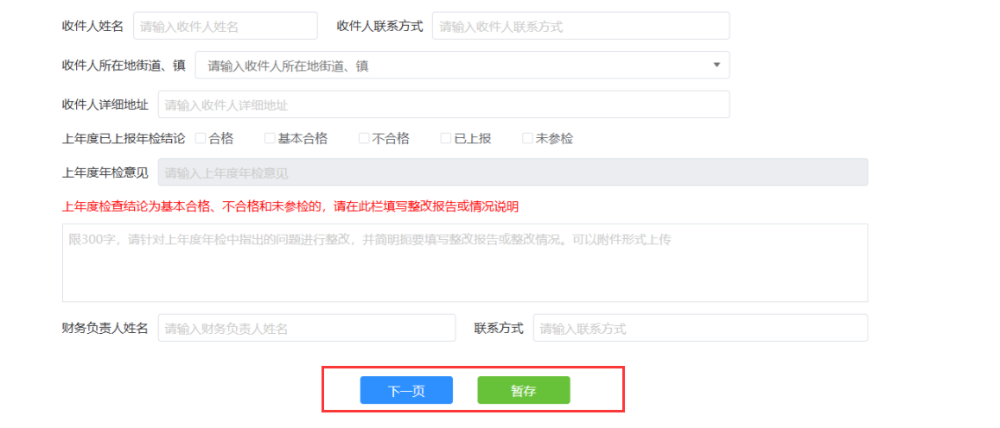 收件人姓名 请输入收件人姓名 收件人联系方式 请输入收件人联系方式
收件人所在地街道、镇 请输入收件人所在地街道、镇
收件人详细地址 请输入收件人详细地址
上年度已上报年检结论 合格 基本合格 不合格 已上报 未参检
上年度年检意见 请输入上年度年检意见
上年度检查结论为基本合格、不合格和未参检的，请在此栏填写整改报告或情况说明
限300字，请针对上年度年检中指出的问题进行整改，并简明扼要填写整改报告或整改情况。可以附件形式上传
财务负责人姓名 请输入财务负责人姓名 联系方式 请输入联系方式
下一页 暂存